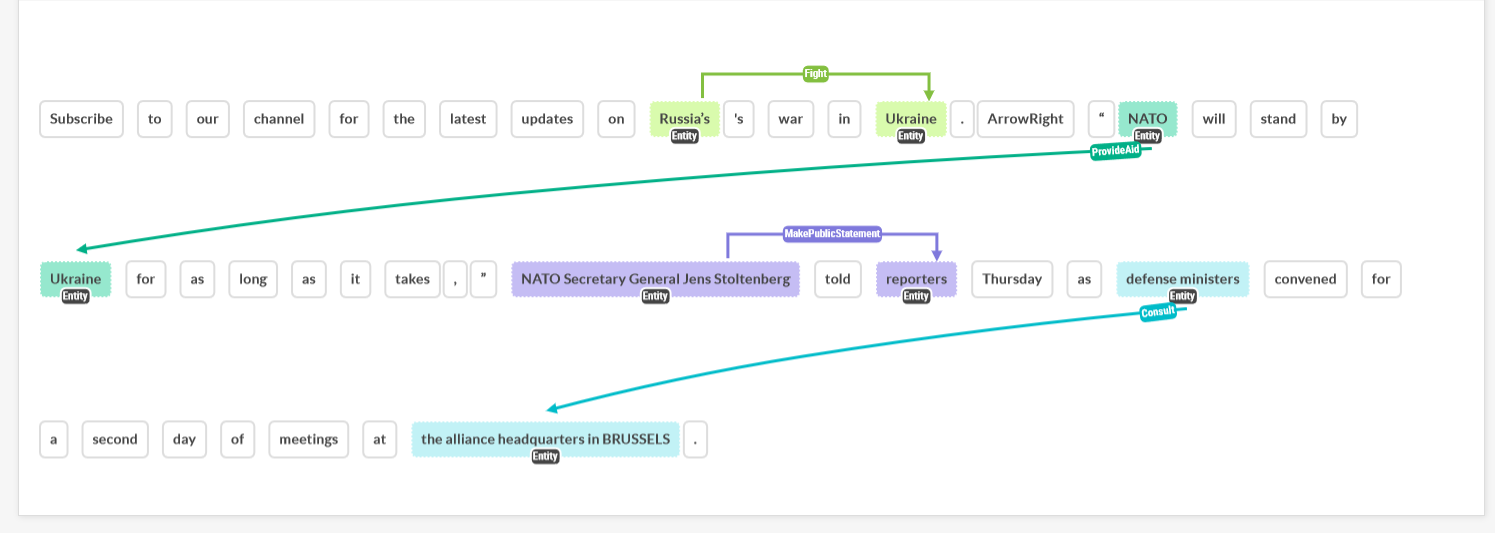 Fight
Subscribe to our channel for the latest updates on Russia’s 's war in Ukraine . ArrowRight “ NATO will stand by
Entity Entity Entity
ProvideAid
MakePublicStatement
Ukraine for as long as it takes , ” NATO Secretary General Jens Stoltenberg told reporters Thursday as defense ministers convened for
Entity Entity Entity Entity
Consult
a second day of meetings at the alliance headquarters in BRUSSELS .
Entity